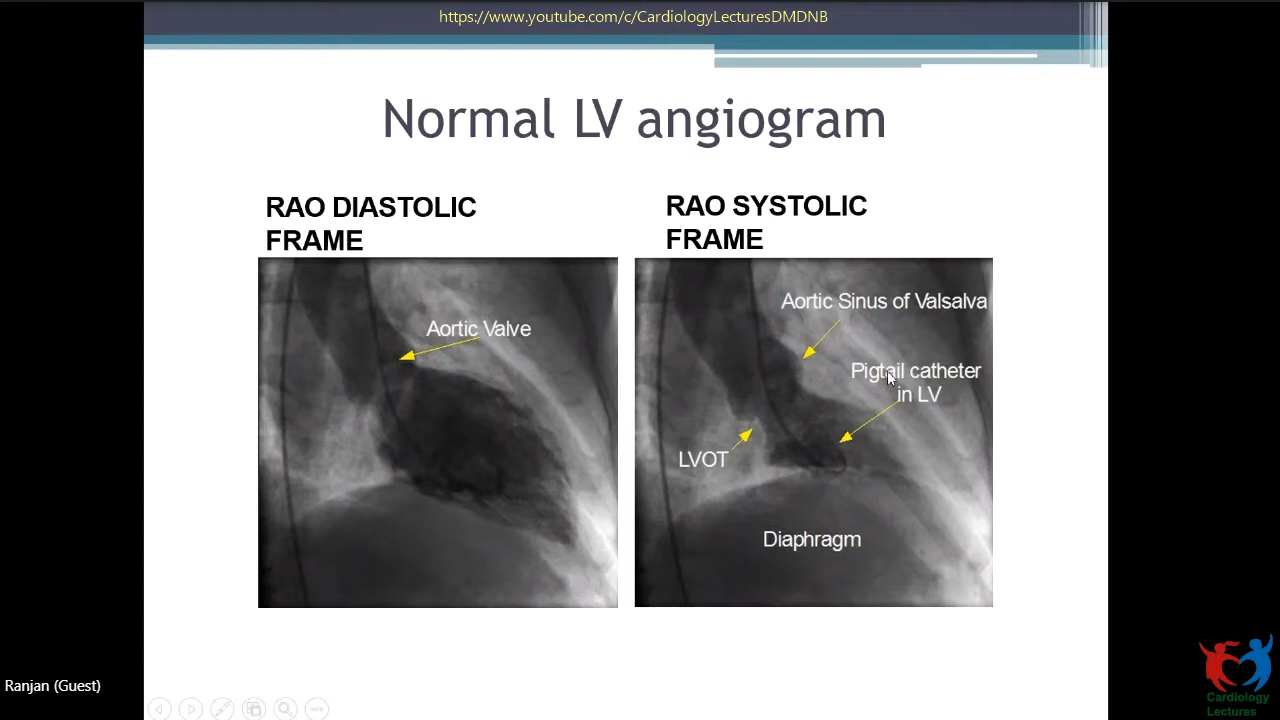 https://www.youtube.com/c/CardiologyLecturesDMDNB
Normal LV angiogram
RAO DIASTOLIC
FRAME
RAO SYSTOLIC
FRAME
Aortic Valve
Aortic Sinus of Valsalva
Pigtail catheter
in LV
LVOT
Diaphragm
Ranjan (Guest)
Cardiology
Lectures